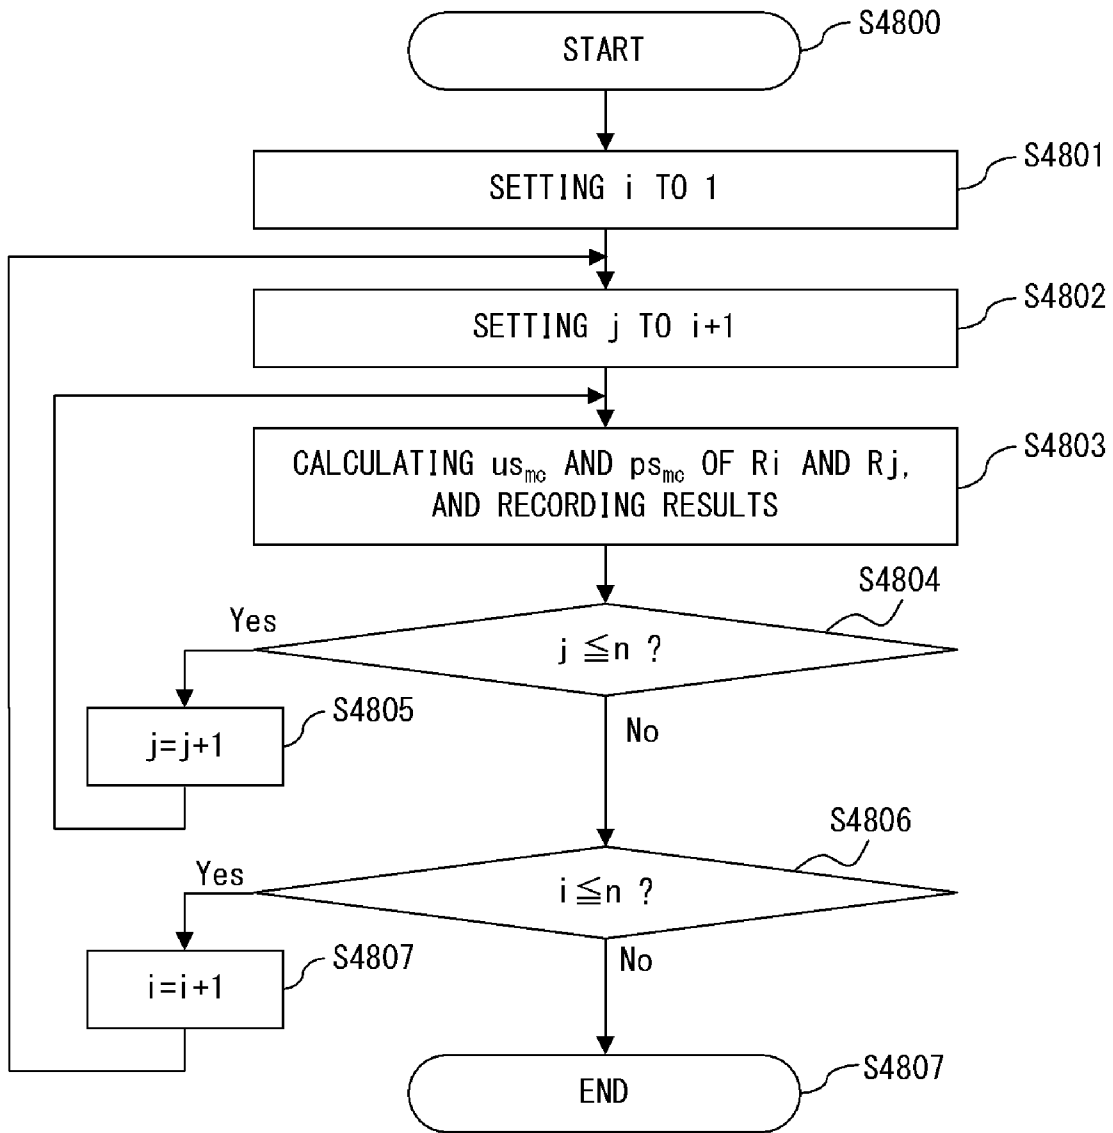 START
S4800
SETTING i TO 1
S4801
SETTING j TO i+1
S4802
CALCULATING usmc AND psmc OF Ri AND Rj,
AND RECORDING RESULTS
S4803
S4804
Yes
j ≦n ?
No
j=j+1
S4805
S4806
Yes
i≦n ?
No
i=i+1
S4807
END
S4807